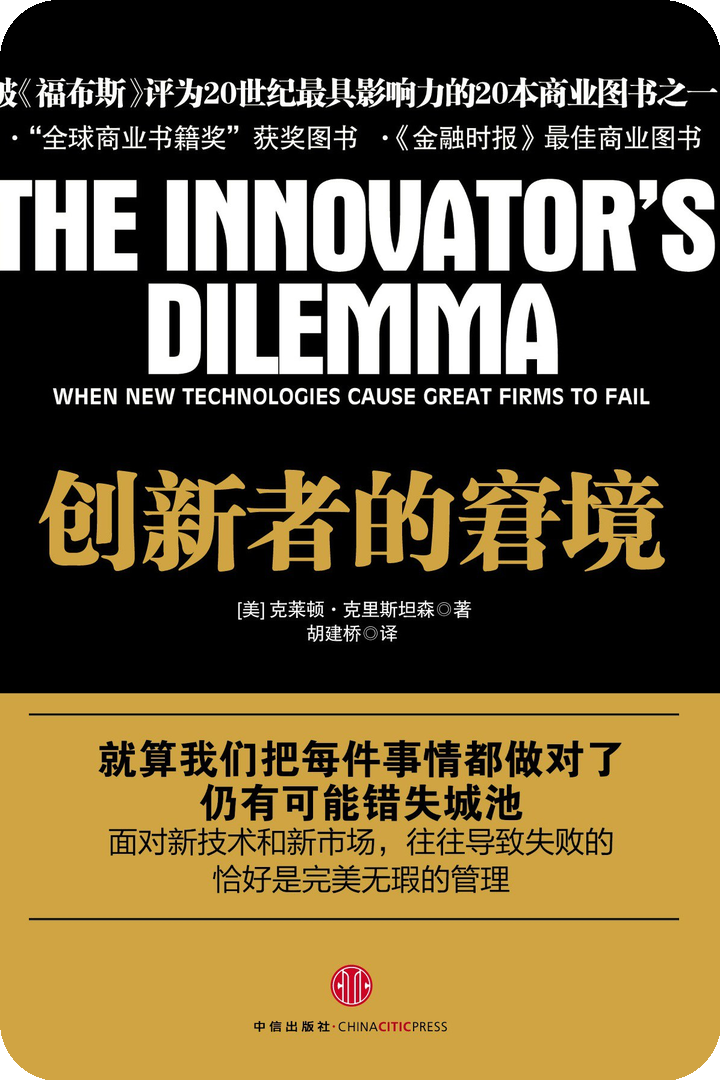 被《福布斯》评为20世纪最具影响力的20本商业图书之一
·“全球商业书籍奖”获奖图书 ·《金融时报》最佳商业图书
THE INNOVATOR'S
DILEMMA
WHEN NEW TECHNOLOGIES CAUSE GREAT FIRMS TO FAIL
创新者的窘境
[美]克莱顿·克里斯坦森◎著
胡建桥◎译
就算我们把每件事情都做对了
仍有可能错失城池
面对新技术和新市场，往往导致失败的
恰好是完美无瑕的管理
中信出版社·CHINACITICPRESS